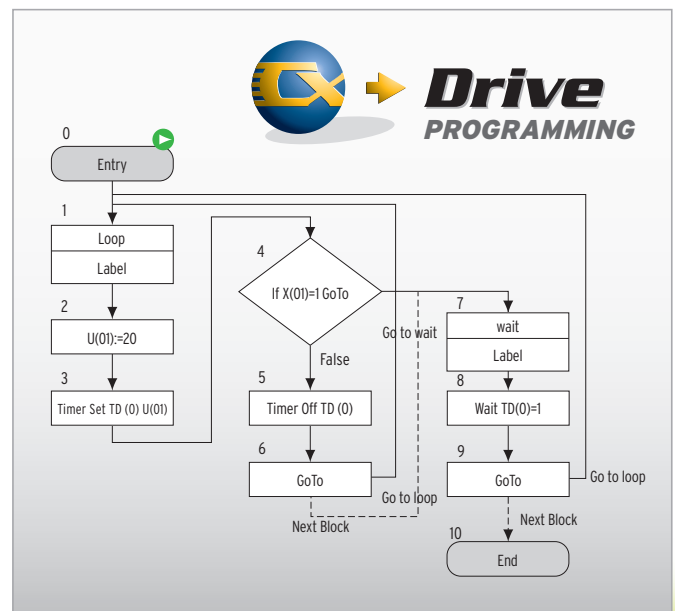 CX
Drive
PROGRAMMING
0
Entry
1
Loop
Label
2
U(01):=20
3
Timer Set TD (0) U(01)
4
If X(01)=1 GoTo
Go to wait
False
5
Timer Off TD (0)
6
GoTo
Go to loop
Next Block
7
wait
Label
8
Wait TD(0)=1
9
GoTo
Go to loop
Next Block
10
End